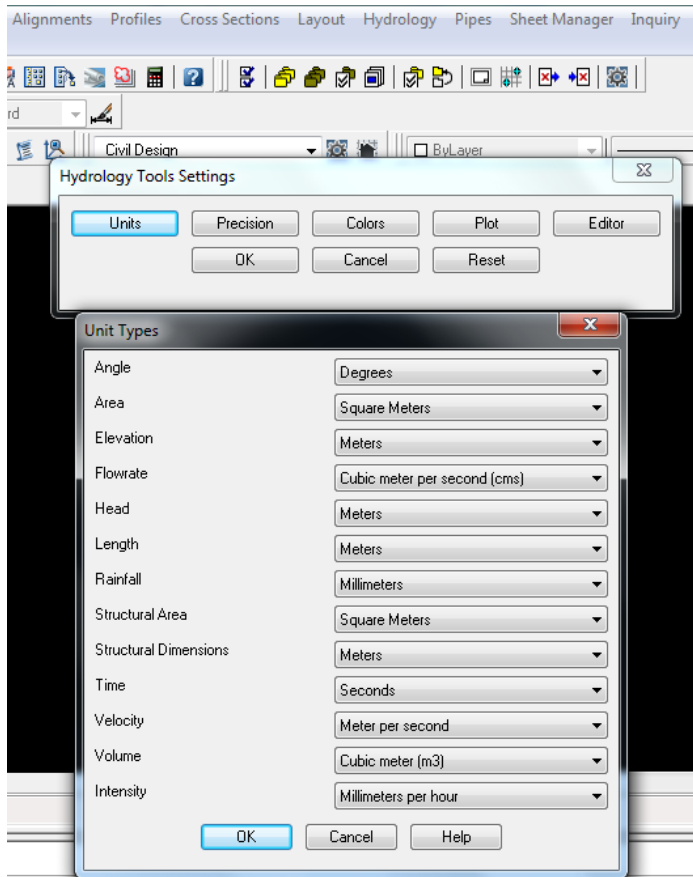 Alignments Profiles Cross Sections Layout Hydrology Pipes Sheet Manager Inquiry
rd
Civil Design ByLayer
Hydrology Tools Settings
Units Precision Colors Plot Editor
OK Cancel Reset
Unit Types
Angle Degrees
Area Square Meters
Elevation Meters
Flowrate Cubic meter per second (cms)
Head Meters
Length Meters
Rainfall Millimeters
Structural Area Square Meters
Structural Dimensions Meters
Time Seconds
Velocity Meter per second
Volume Cubic meter (m3)
Intensity Millimeters per hour
OK Cancel Help